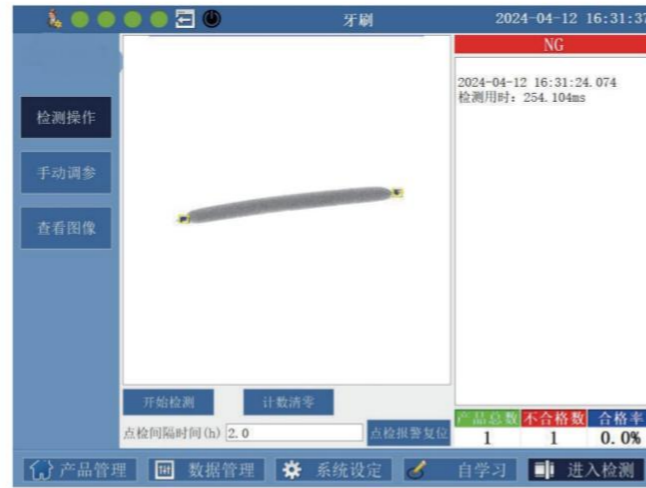 牙刷
2024-04-12 16:31:37
NG
2024-04-12 16:31:24.074
检测用时: 254.104ms
检测操作
手动调参
查看图像
开始检测
计数清零
点检间隔时间(h) 2.0
点检报警复位
产品总数 不合格数 合格率
1 1 0.0%
产品管理
数据管理
系统设定
自学习
进入检测